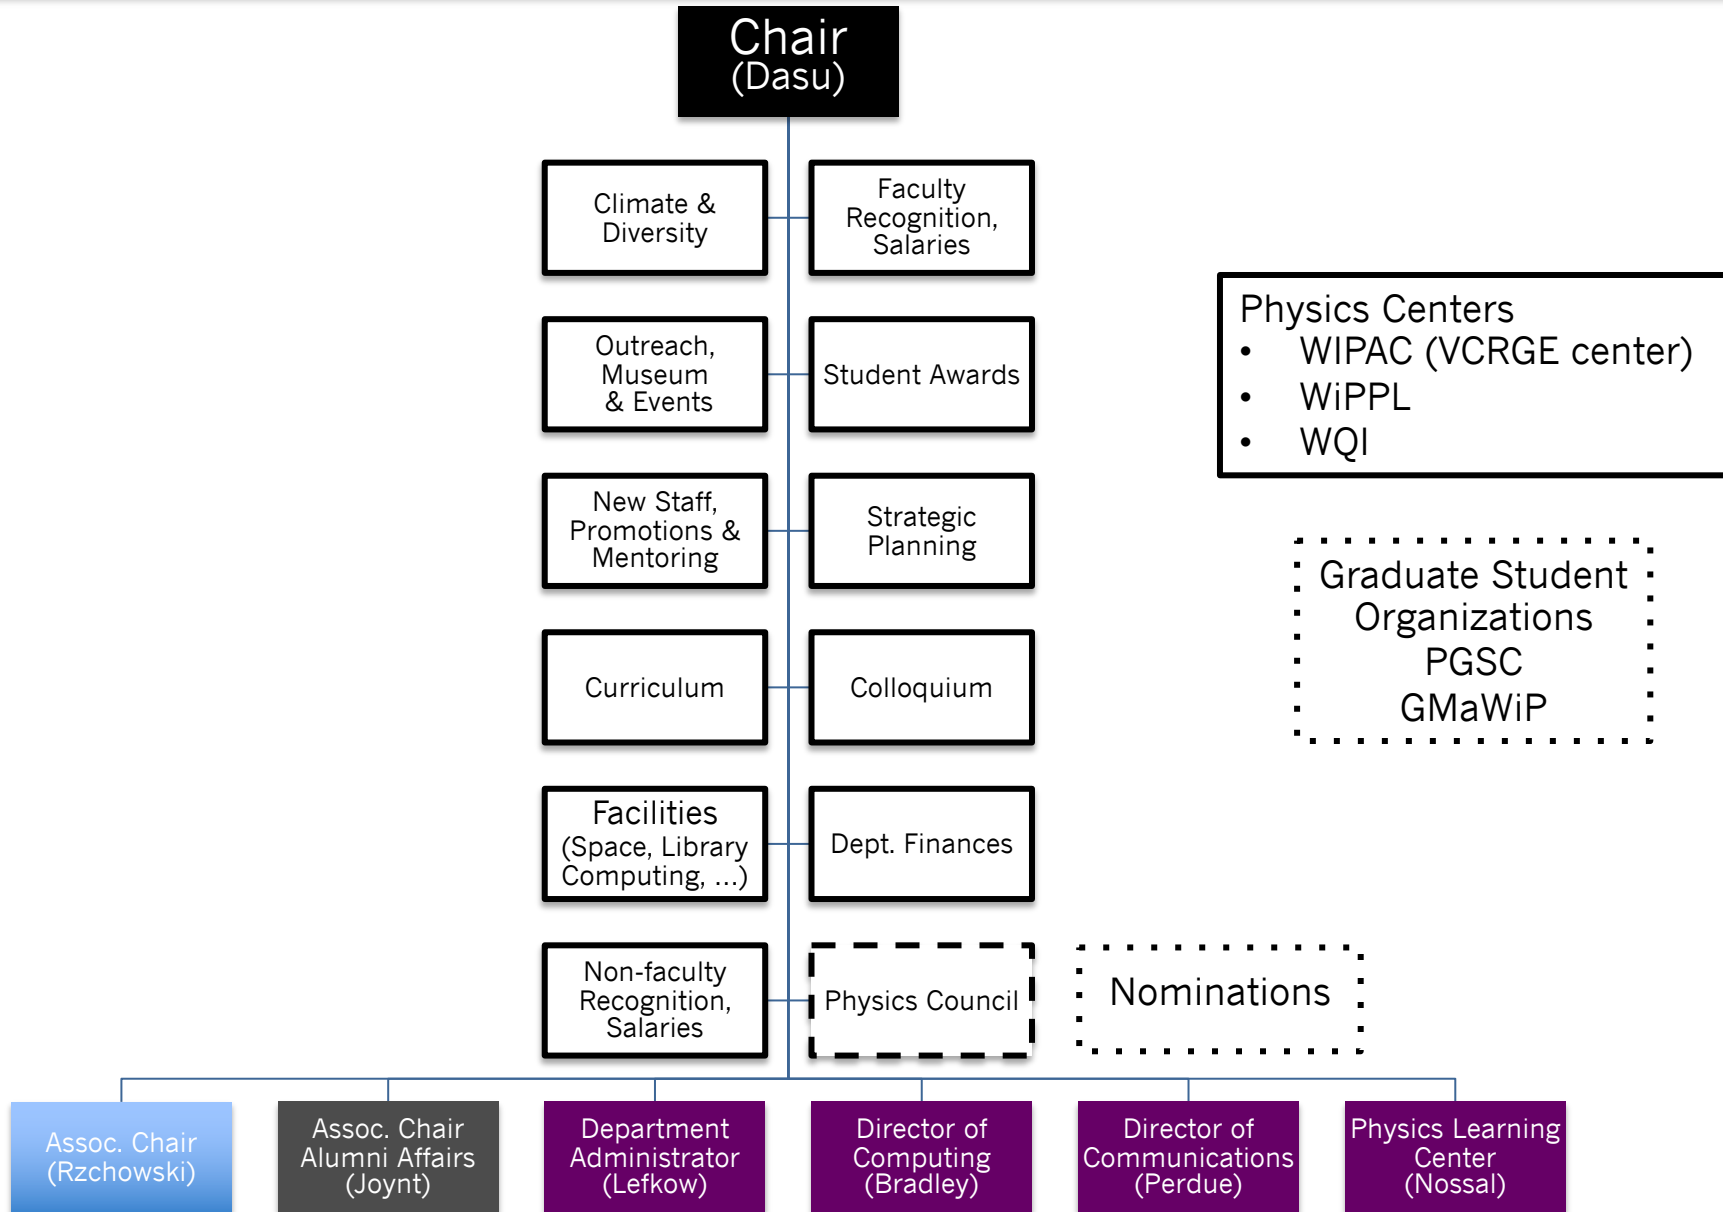 Chair
(Dasu)
Climate &
Diversity
Faculty
Recognition,
Salaries
Outreach,
Museum
& Events
Student Awards
New Staff,
Promotions &
Mentoring
Strategic
Planning
Curriculum
Colloquium
Facilities
(Space, Library
Computing, ...)
Dept. Finances
Non-faculty
Recognition,
Salaries
Physics Council
Nominations
Physics Centers
• WIPAC (VCRGE center)
• WiPPL
• WQI
Graduate Student
Organizations
PGSC
GMaWiP
Assoc. Chair
(Rzchowski)
Assoc. Chair
Alumni Affairs
(Joynt)
Department
Administrator
(Lefkow)
Director of
Computing
(Bradley)
Director of
Communications
(Perdue)
Physics Learning
Center
(Nossal)